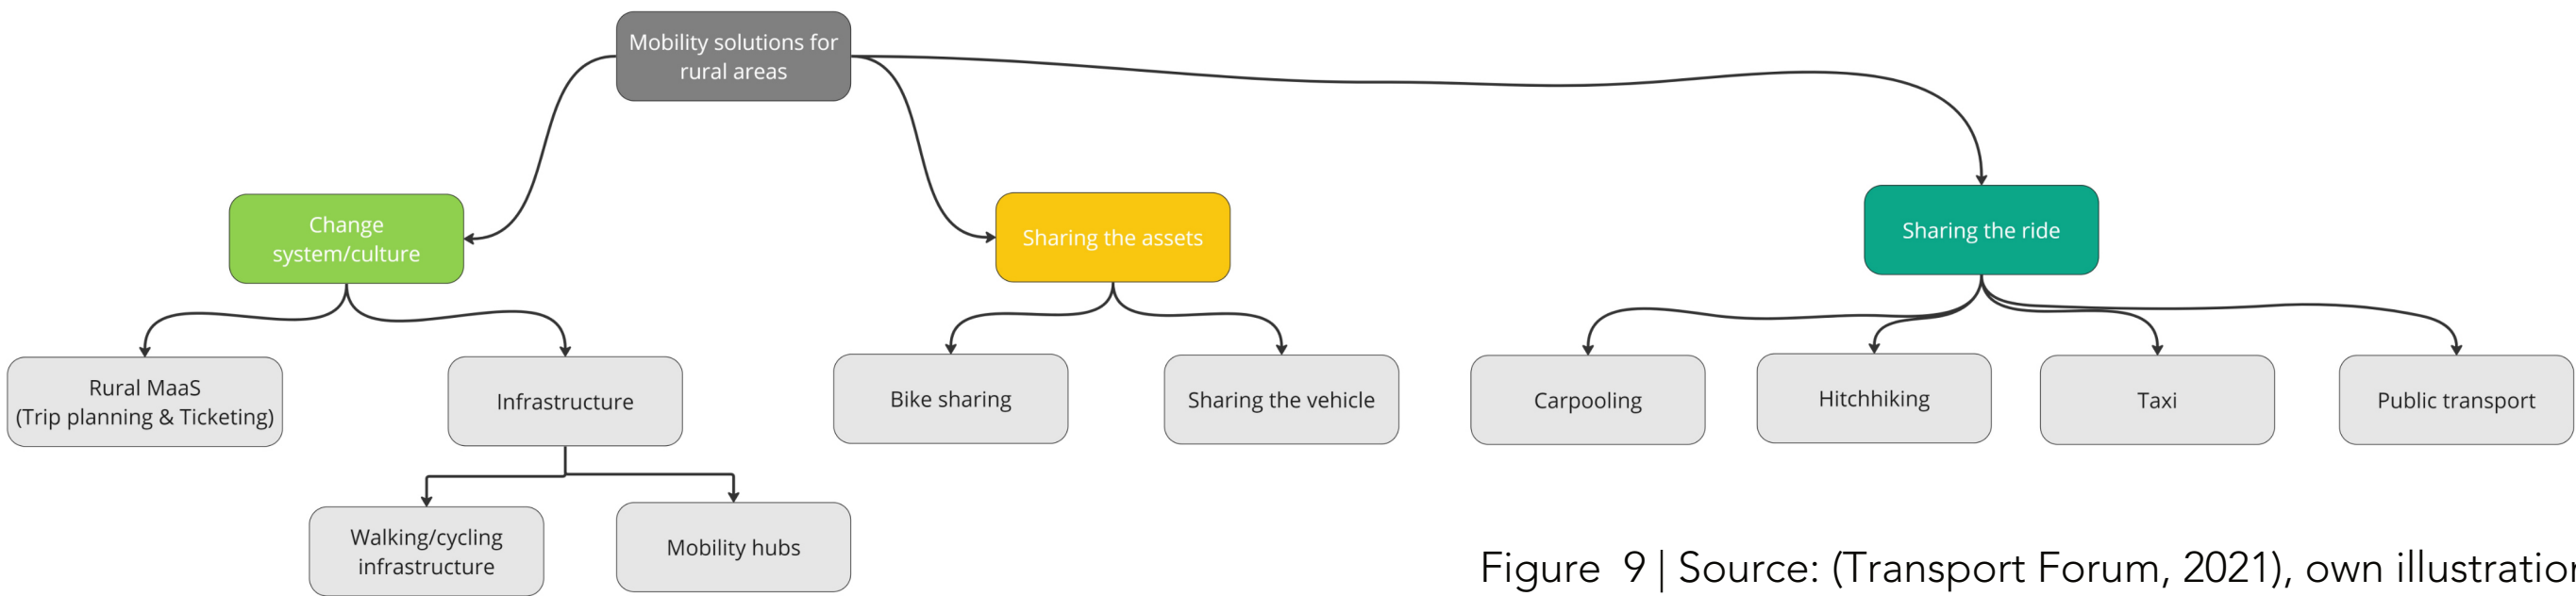 Mobility solutions for
rural areas
Change
system/culture
Sharing the assets
Sharing the ride
Rural MaaS
(Trip planning & Ticketing)
Infrastructure
Bike sharing
Sharing the vehicle
Carpooling
Hitchhiking
Taxi
Public transport
Walking/cycling
infrastructure
Mobility hubs
Figure 9 | Source: (Transport Forum, 2021), own illustration